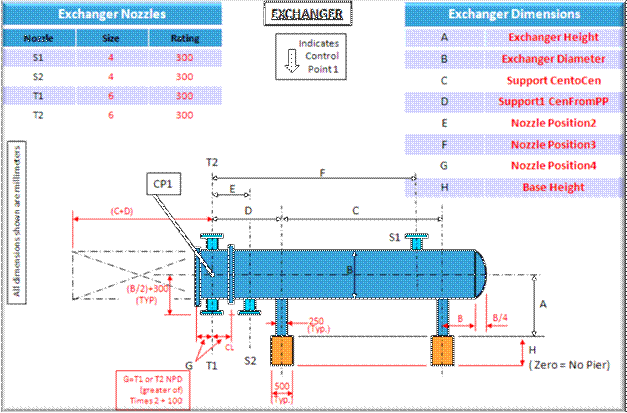 Exchanger Nozzles
Nozzle Size Rating
S1 4 300
S2 4 300
T1 6 300
T2 6 300
EXCHANGER
Indicates
Control
Point 1
Exchanger Dimensions
A Exchanger Height
B Exchanger Diameter
C Support CentoCen
D Support1 CenFromPP
E Nozzle Position2
F Nozzle Position3
G Nozzle Position4
H Base Height
All dimensions shown are millimeters
T2
F
CP1
E
(C+D)
D
C
S1
B
(B/2)+300
(TYP)
A
250
(Typ.)
B
B/4
CL
G
T1
S2
H
( Zero = No Pier)
G=T1 or T2 NPD
(greater of)
Times 2 + 100
500
(Typ.)